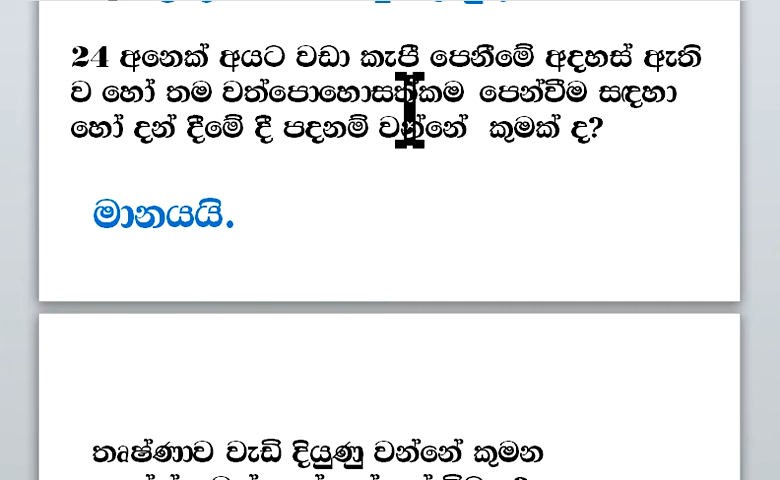 24 අනෙක් අයට වඩා කැපී පෙනීමේ අදහස් ඇති
ව හෝ තම වත්පොහොසත්කම පෙන්වීම සඳහා
හෝ දන් දීමේ දී පදනම් වන්නේ කුමක් ද?
මානයයි.
තෘෂ්ණාව වැඩි දියුණු වන්නේ කුමන